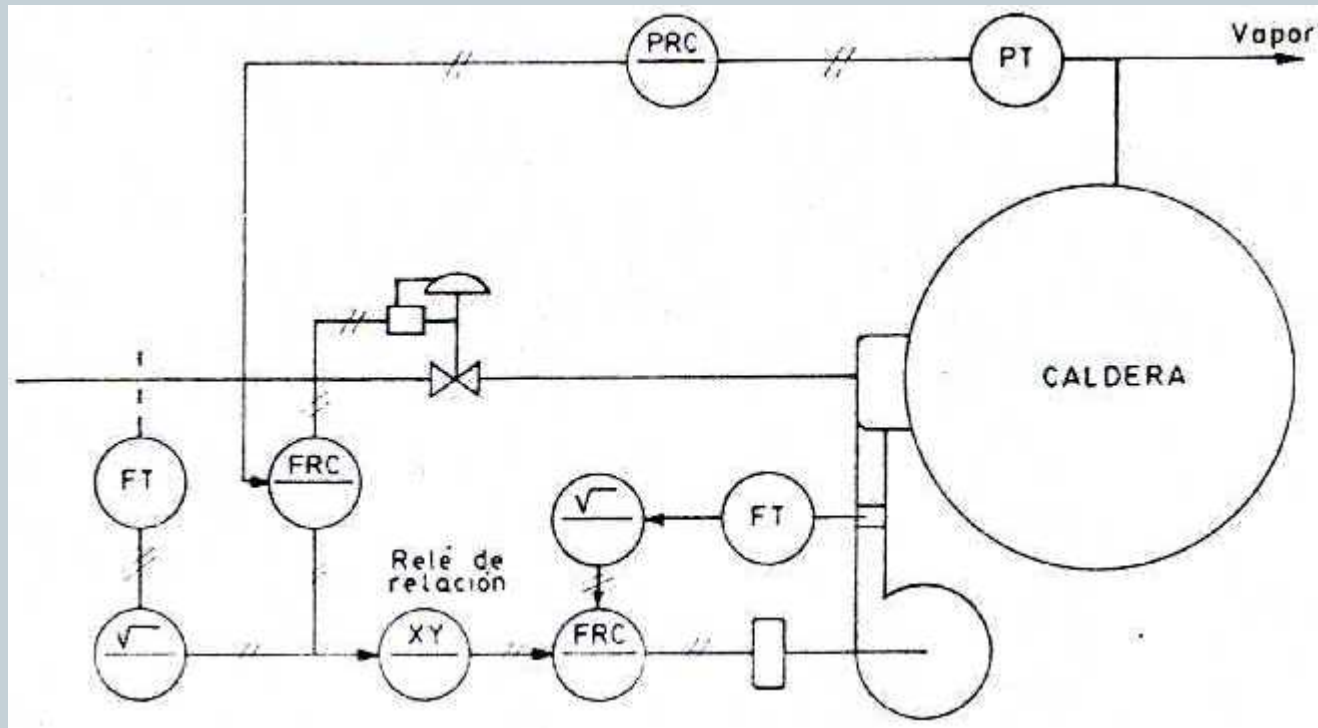 PRC
PT
Vapor
CALDERA
FT
FRC
√
FT
Relé de
relación
√
XY
FRC